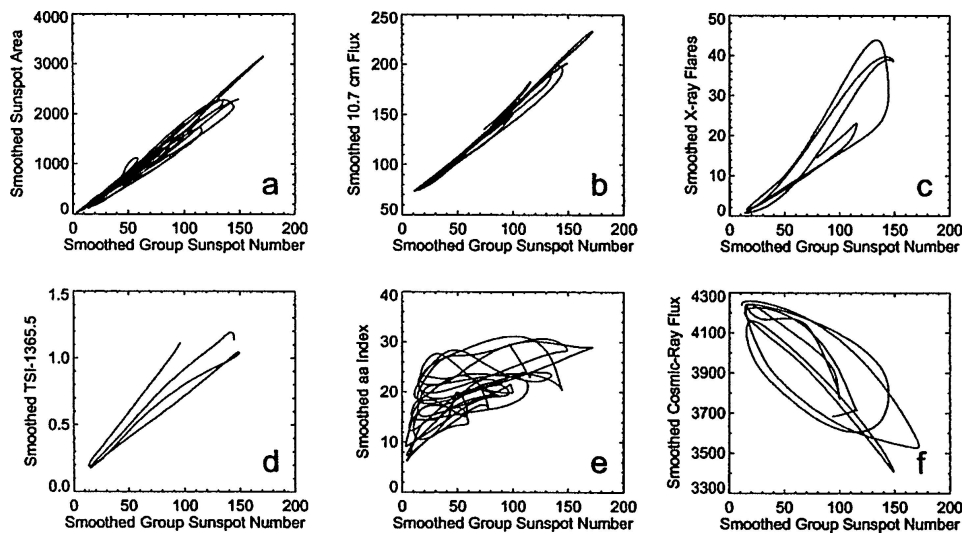 4000
3000
2000
1000
0
Smoothed Sunspot Area
a
0 50 100 150 200
Smoothed Group Sunspot Number
250
200
150
100
50
Smoothed 10.7 cm Flux
b
0 50 100 150 200
Smoothed Group Sunspot Number
50
40
30
20
10
0
Smoothed X-ray Flares
c
0 50 100 150 200
Smoothed Group Sunspot Number
1.5
1.0
0.5
0.0
Smoothed TSI-1365.5
d
0 50 100 150 200
Smoothed Group Sunspot Number
40
30
20
10
0
Smoothed aa Index
e
0 50 100 150 200
Smoothed Group Sunspot Number
4300
4100
3900
3700
3500
3300
Smoothed Cosmic-Ray Flux
f
0 50 100 150 200
Smoothed Group Sunspot Number